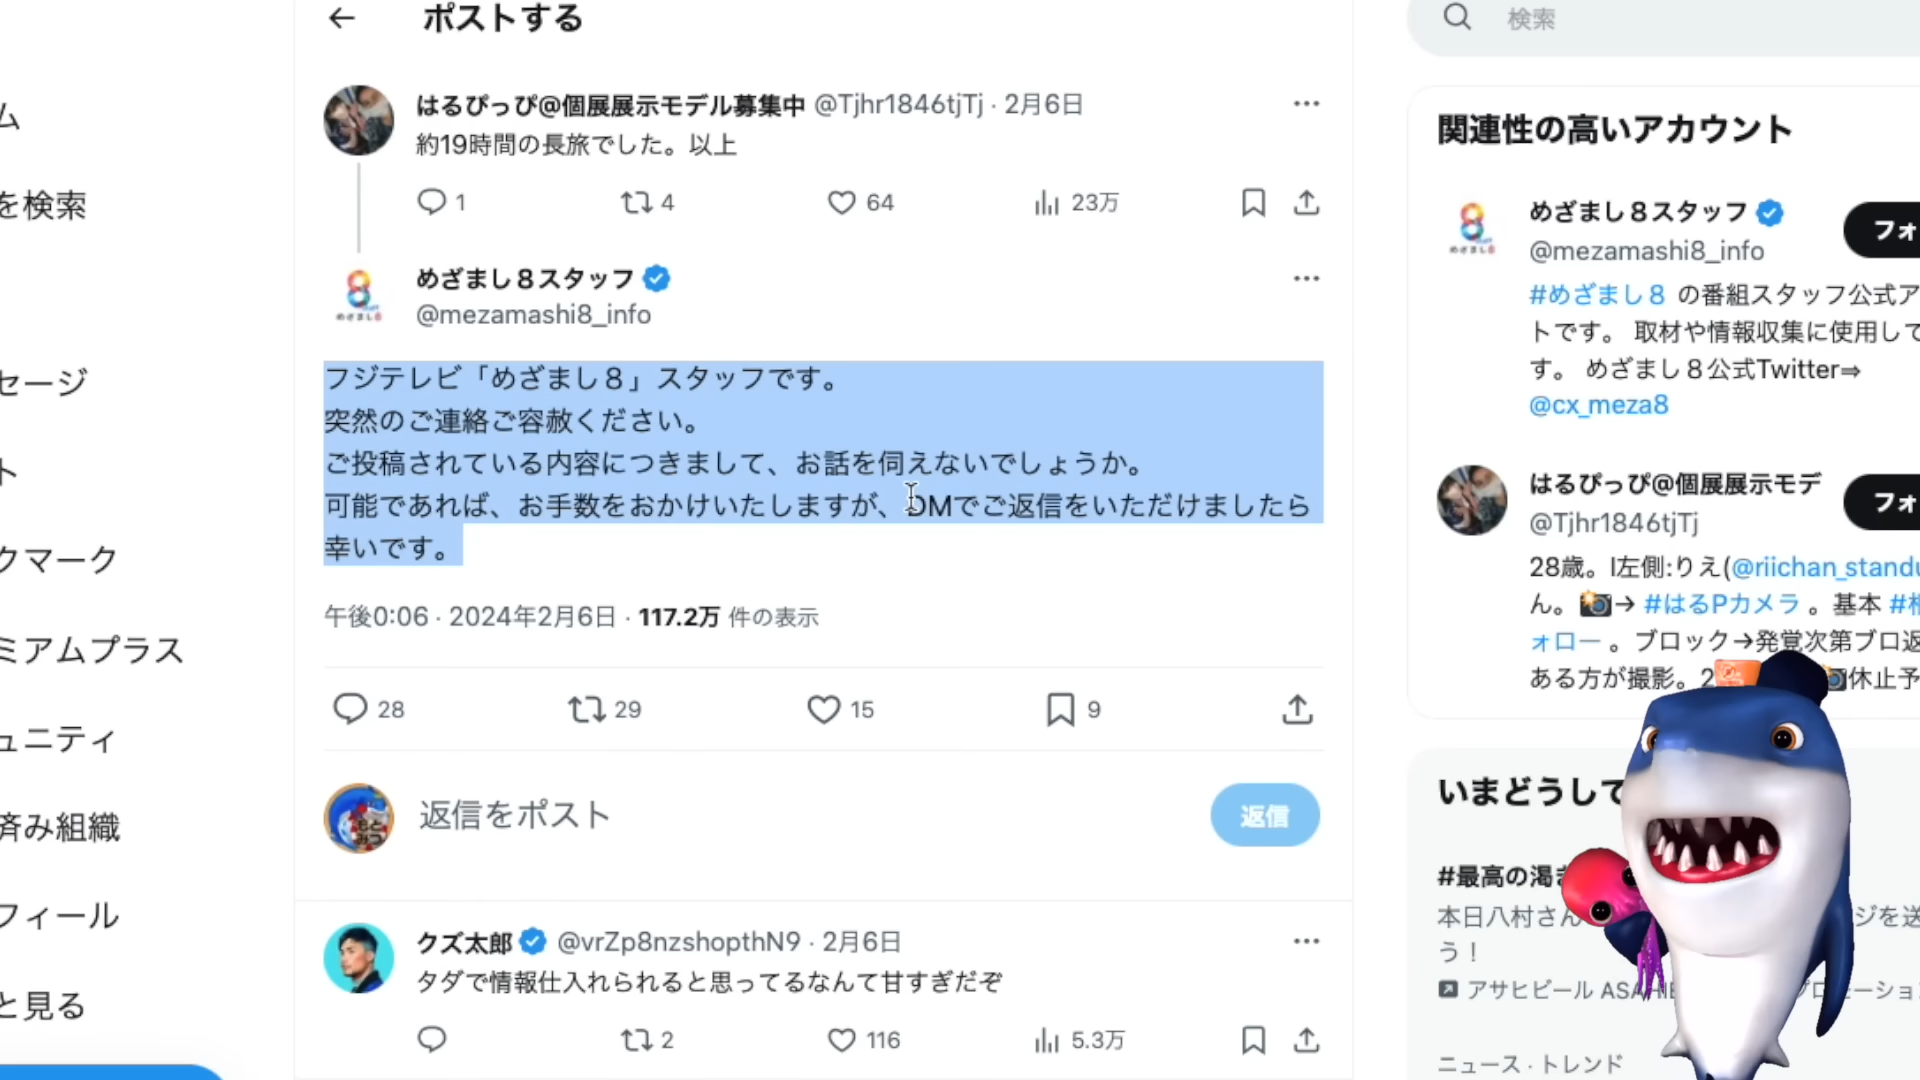 ポストする
はるぴっぴ@個展展示モデル募集中 @Tjhr1846tjTj · 2月6日
約19時間の長旅でした。以上
1 4 64 23万
めざまし８スタッフ
@mezamashi8_info
フジテレビ「めざまし８」スタッフです。
突然のご連絡ご容赦ください。
ご投稿されている内容につきまして、お話を伺えないでしょうか。
可能であれば、お手数をおかけいたしますが、DMでご返信をいただけましたら
幸いです。
午後0:06 · 2024年2月6日 · 117.2万 件の表示
28 29 15 9
返信をポスト
返信
クズ太郎 @vrZp8nzshopthN9 · 2月6日
タダで情報仕入れられると思ってるなんて甘すぎだぞ
2 116 5.3万
ム
を検索
セージ
ト
クマーク
ミアムプラス
ュニティ
済み組織
フィール
と見る
検索
関連性の高いアカウント
めざまし８スタッフ
@mezamashi8_info
フォ
#めざまし８ の番組スタッフ公式ア
トです。 取材や情報収集に使用して
す。 めざまし８公式Twitter⇒
@cx_meza8
はるぴっぴ@個展展示モデ
@Tjhr1846tjTj
フォ
28歳。I左側:りえ(@riichan_stand
ん。📸→ #はるPカメラ 。基本 #相
ォロー 。ブロック→発覚次第ブロ返
ある方が撮影。2 休止予
いまどうして
#最高の渇き
本日八村さん ジを送
う！
アサヒビール ASAHI プロモーショ
ニュース · トレンド